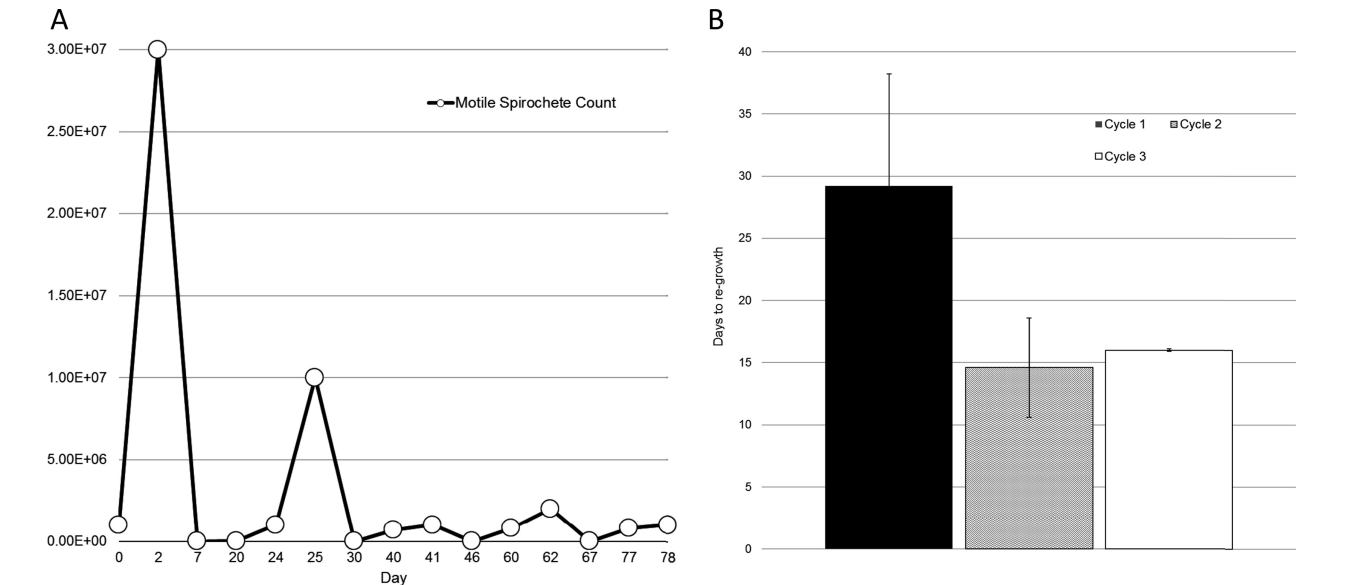 A
3.00E+07
2.50E+07
2.00E+07
1.50E+07
1.00E+07
5.00E+06
0.00E+00
Motile Spirochete Count
0 2 7 20 24 25 30 40 41 46 60 62 67 77 78
Day
B
40
35
30
25
20
15
10
5
0
Days to re-growth
Cycle 1 Cycle 2
Cycle 3